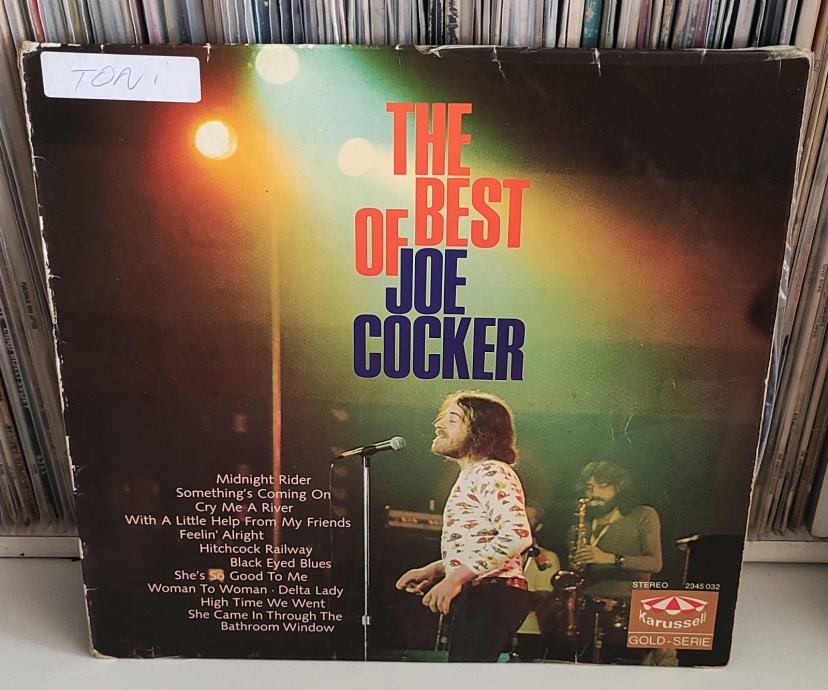 TONI
THE
BEST
OF
JOE
COCKER
Midnight Rider
Something's Coming On
Cry Me A River
With A Little Help From My Friends
Feelin' Alright
Hitchcock Railway
Black Eyed Blues
She's So Good To Me
Woman To Woman · Delta Lady
High Time We Went
She Came In Through The
Bathroom Window
STEREO 2345 032
Karussell
GOLD-SERIE